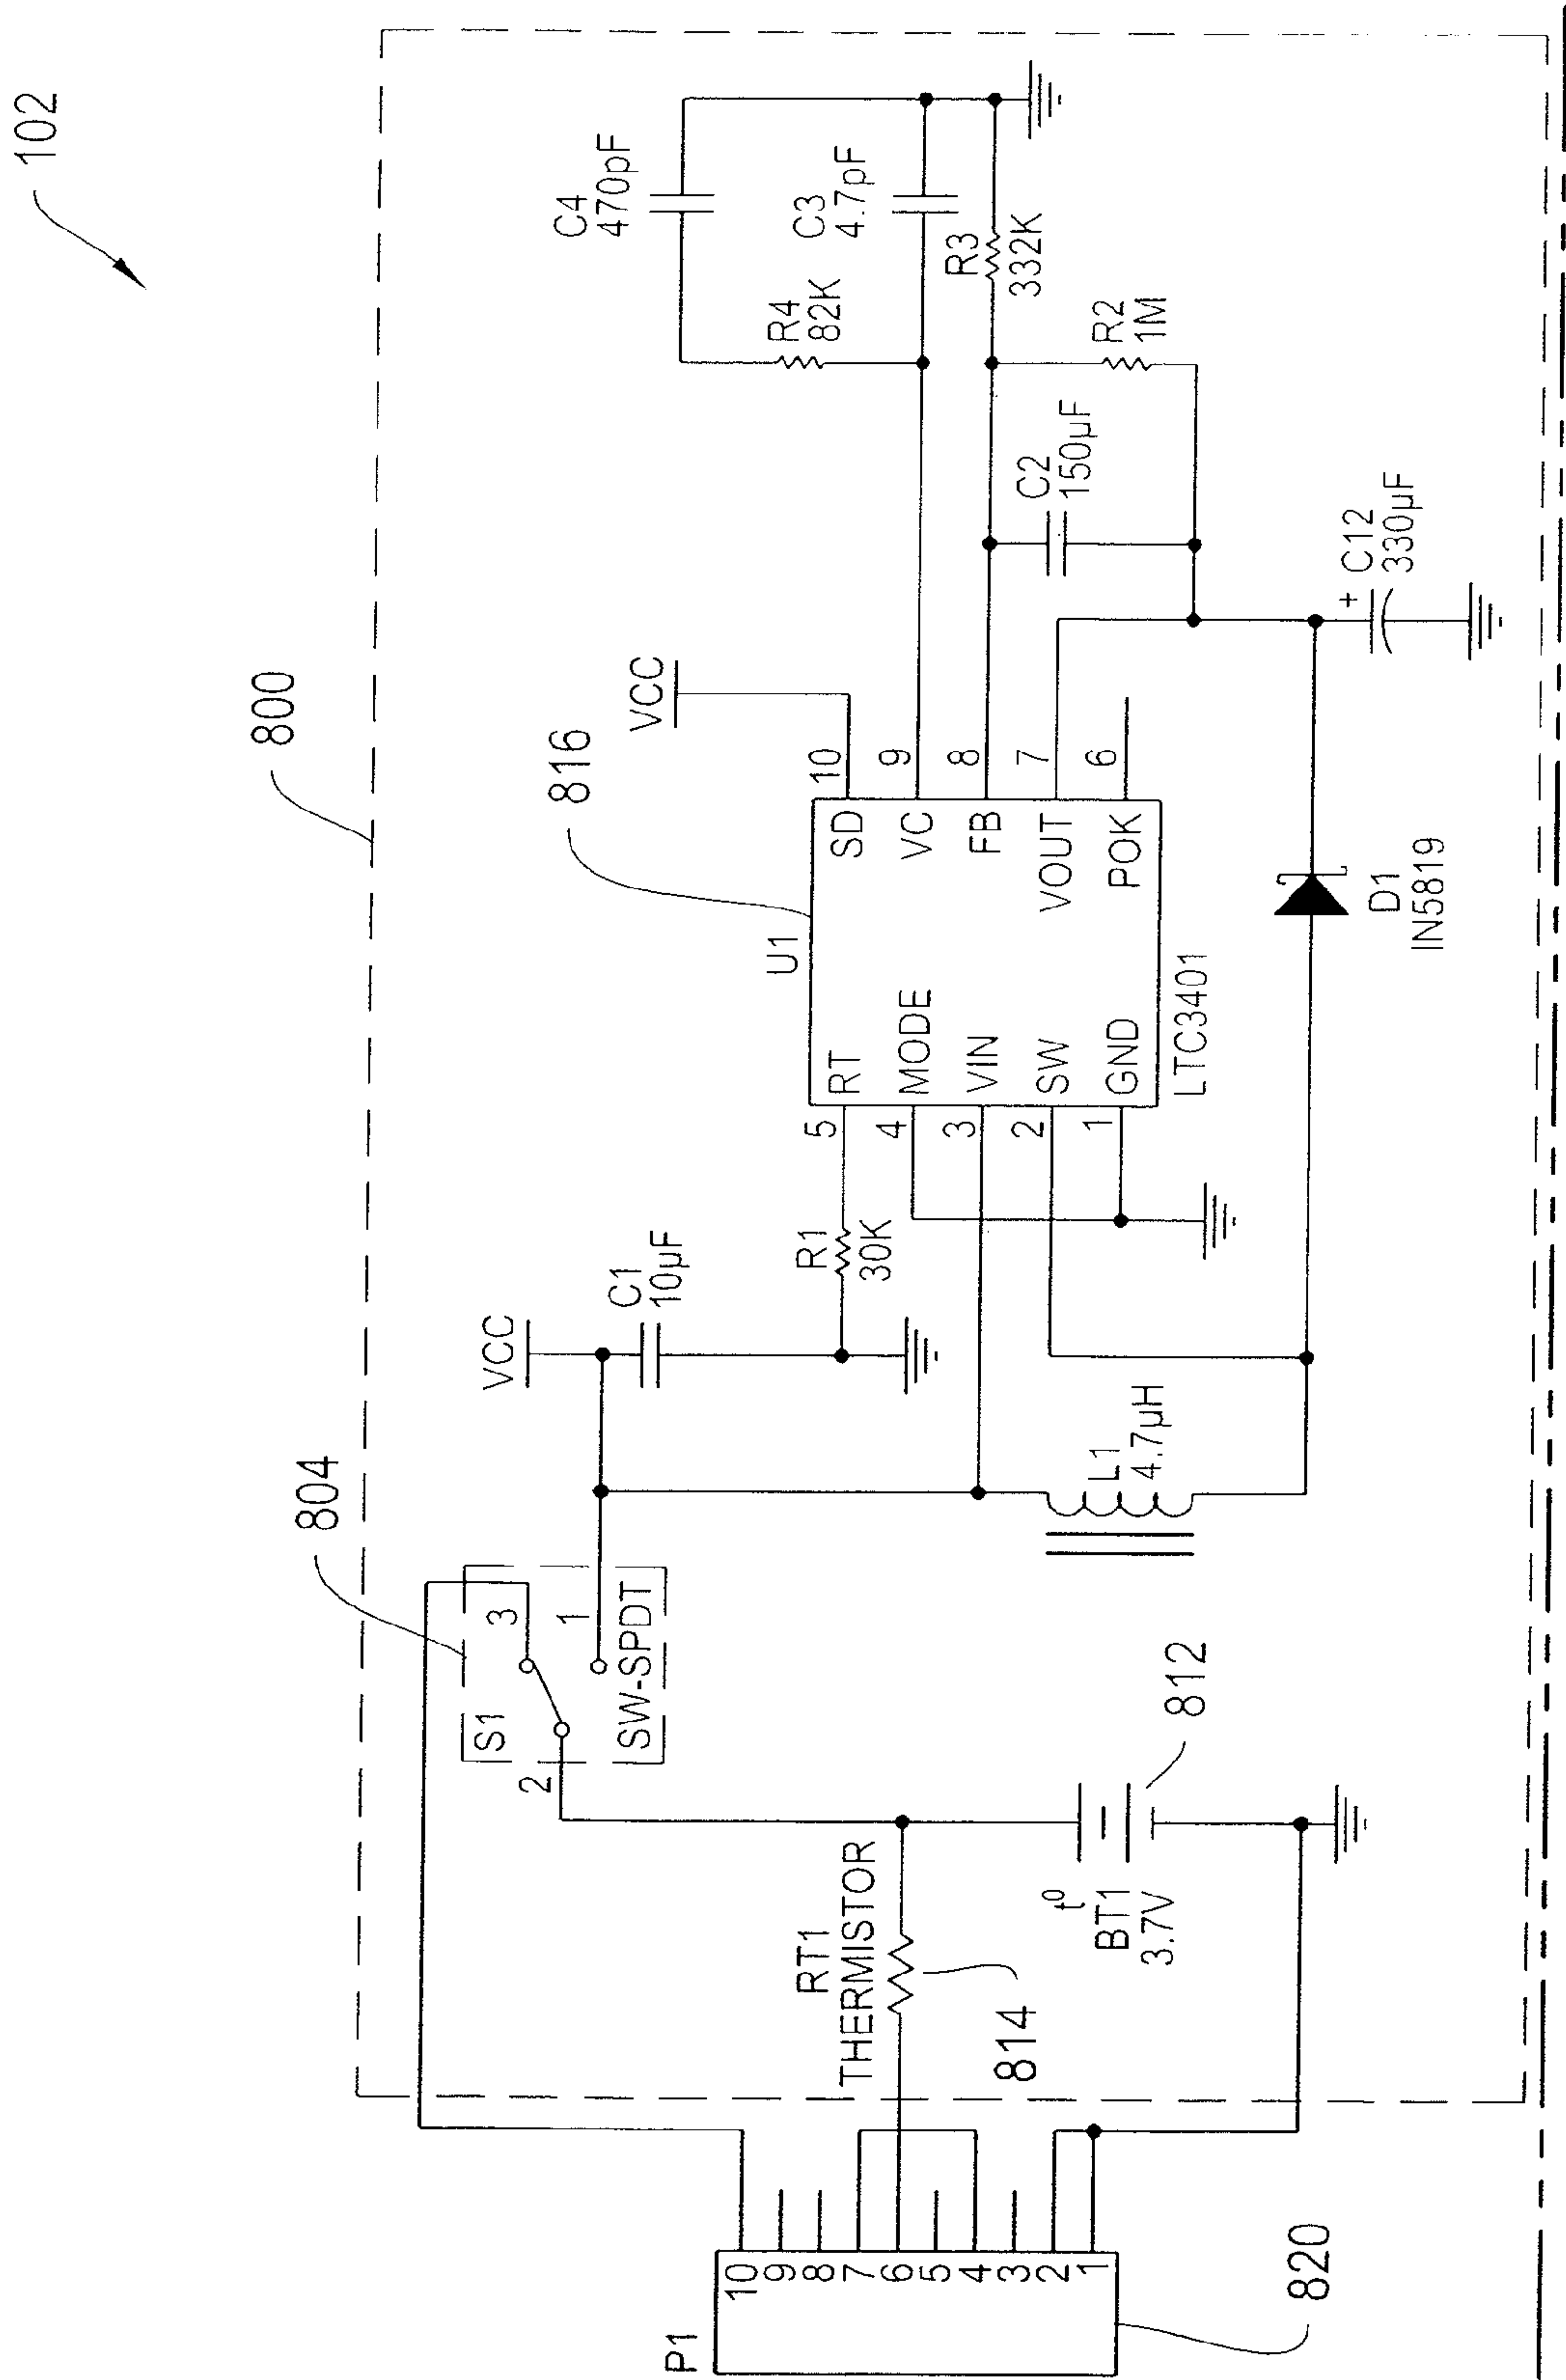 102
800
804
816
VCC
VCC
C4
470pF
C3
4.7pF
R4
82K
R3
332K
R2
1M
C2
150µF
C12
330µF
+
C1
10µF
R1
30K
U1
RT
MODE
VIN
SW
GND
5
4
3
2
1
SD
VC
FB
VOUT
POK
10
9
8
7
6
LTC3401
D1
IN5819
L1
4.7µH
S1
3
1
2
SW-SPDT
812
RT1
THERMISTOR
814
t⁰
BT1
3.7V
P1
10
9
8
7
6
5
4
3
2
1
820